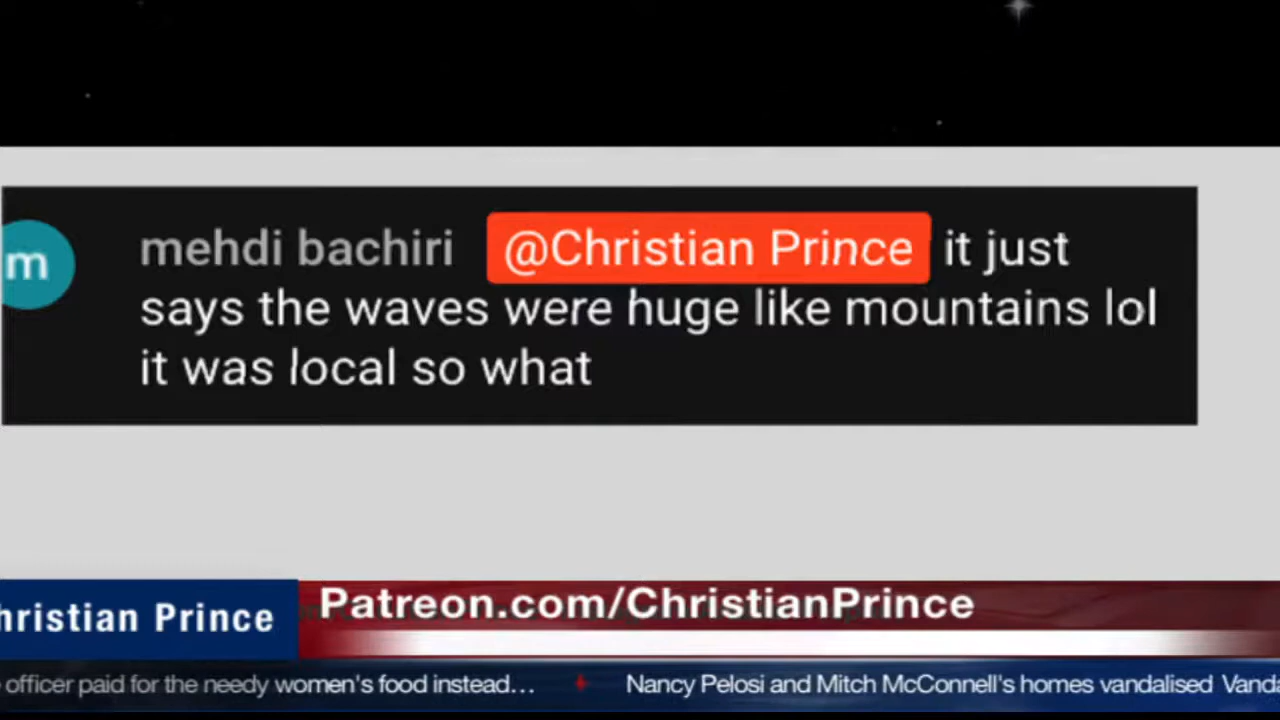 m
mehdi bachiri @Christian Prince it just
says the waves were huge like mountains lol
it was local so what
hristian Prince
Patreon.com/ChristianPrince
officer paid for the needy women's food instead... Nancy Pelosi and Mitch McConnell's homes vandalised